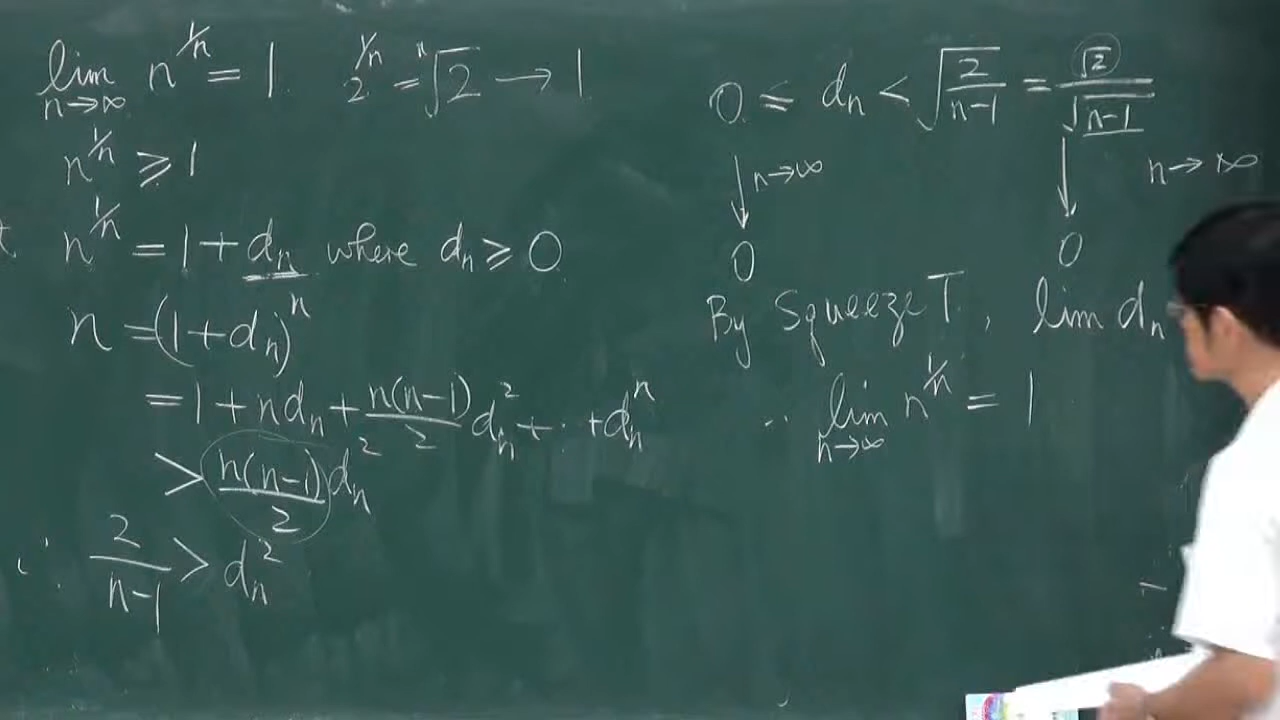 lim n→∞ n^{1/n} = 1 2^{1/n} = ⁿ√2 → 1
n^{1/n} ≥ 1
n^{1/n} = 1 + dₙ where dₙ ≥ 0
n = (1 + dₙ)ⁿ
= 1 + ndₙ + n(n-1)/2 dₙ² + ·· + dₙⁿ
> n(n-1)/2 dₙ²
∴ 2/(n-1) > dₙ²
0 ≤ dₙ < √(2/(n-1)) = √2/√(n-1)
↓ n→∞ ↓ n→∞
0 0
By Squeeze T, lim dₙ
∴ lim n→∞ n^{1/n} = 1